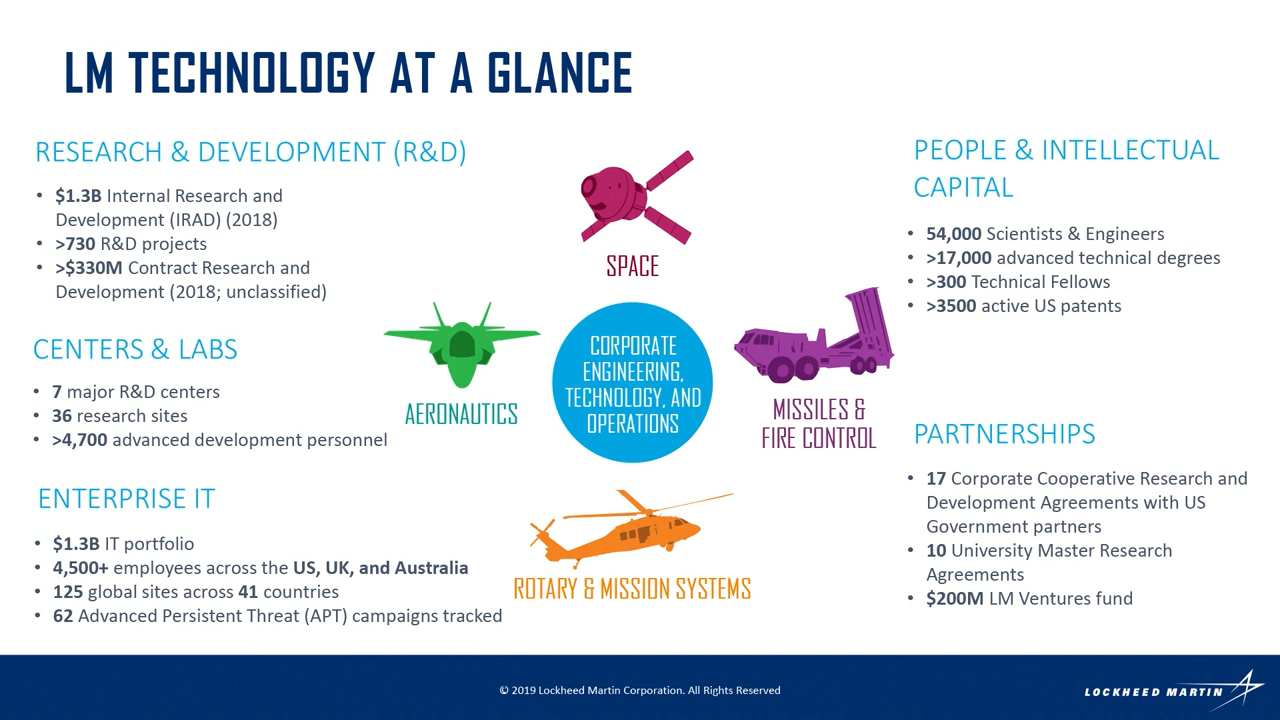 LM TECHNOLOGY AT A GLANCE
RESEARCH & DEVELOPMENT (R&D)
• $1.3B Internal Research and
Development (IRAD) (2018)
• >730 R&D projects
• >$330M Contract Research and
Development (2018; unclassified)
CENTERS & LABS
• 7 major R&D centers
• 36 research sites
• >4,700 advanced development personnel
ENTERPRISE IT
• $1.3B IT portfolio
• 4,500+ employees across the US, UK, and Australia
• 125 global sites across 41 countries
• 62 Advanced Persistent Threat (APT) campaigns tracked
SPACE
AERONAUTICS
CORPORATE
ENGINEERING,
TECHNOLOGY, AND
OPERATIONS
MISSILES &
FIRE CONTROL
ROTARY & MISSION SYSTEMS
PEOPLE & INTELLECTUAL
CAPITAL
• 54,000 Scientists & Engineers
• >17,000 advanced technical degrees
• >300 Technical Fellows
• >3500 active US patents
PARTNERSHIPS
• 17 Corporate Cooperative Research and
Development Agreements with US
Government partners
• 10 University Master Research
Agreements
• $200M LM Ventures fund
© 2019 Lockheed Martin Corporation. All Rights Reserved
LOCKHEED MARTIN